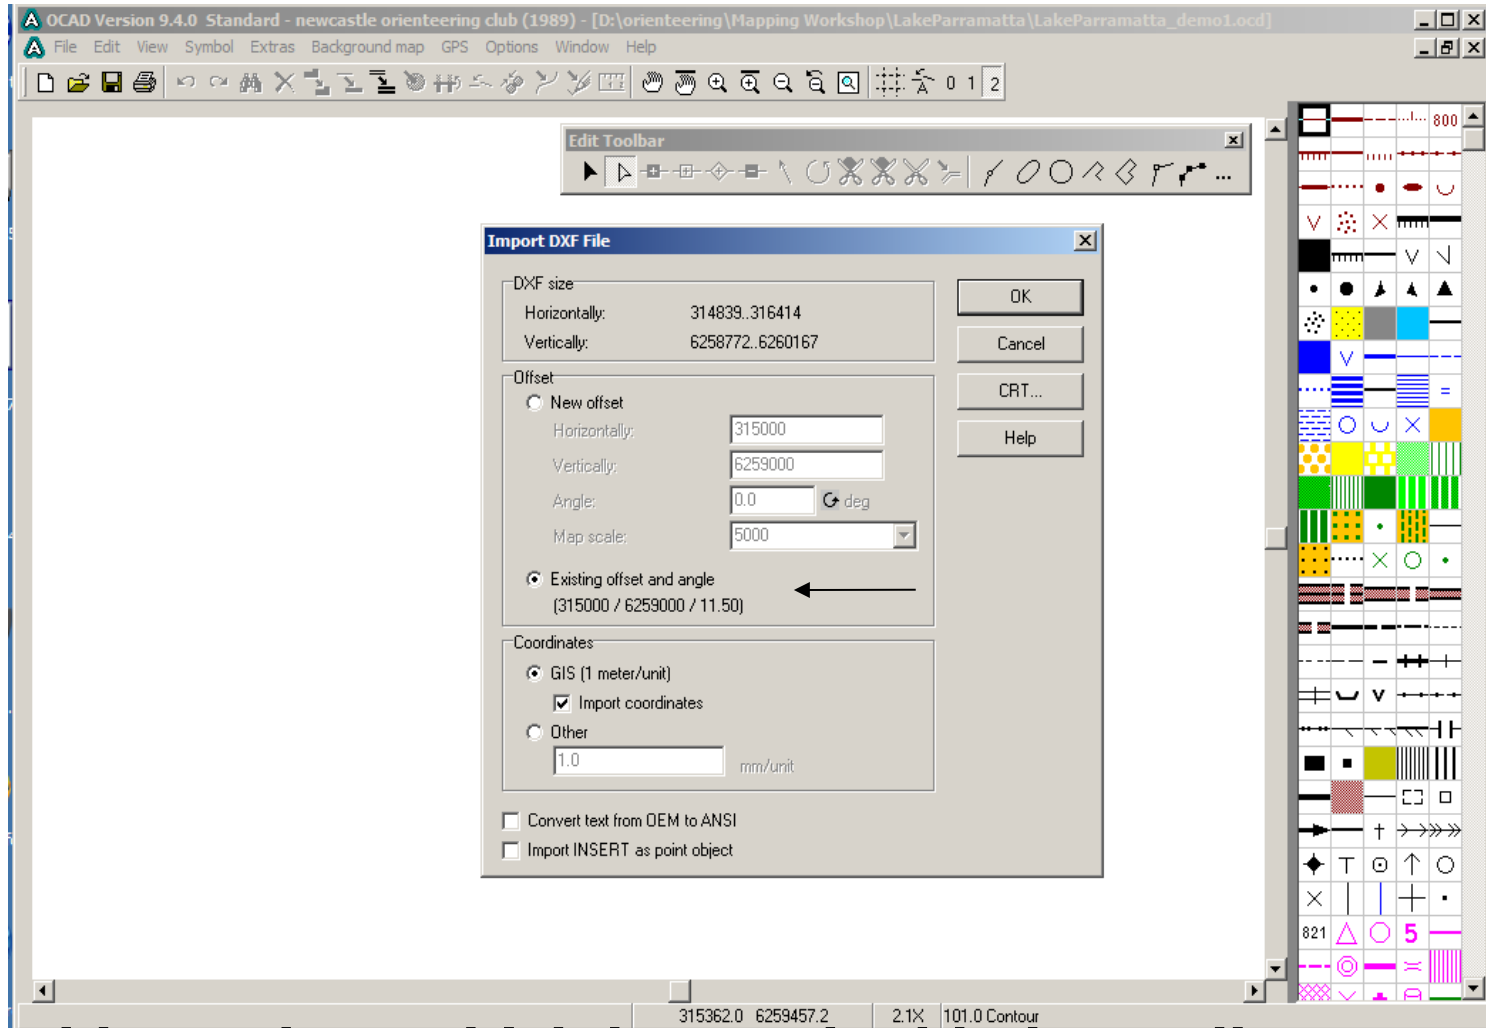 OCAD Version 9.4.0 Standard - newcastle orienteering club (1989) - [D:\orienteering\Mapping Workshop\LakeParramatta\LakeParramatta_demo1.ocd]
File Edit View Symbol Extras Background map GPS Options Window Help
0 1 2
800
Edit Toolbar
...
Import DXF File
DXF size
Horizontally: 314839..316414
Vertically: 6258772..6260167
OK
Cancel
CRT...
Help
Offset
New offset
Horizontally: 315000
Vertically: 6259000
Angle: 0.0 deg
Map scale: 5000
Existing offset and angle
(315000 / 6259000 / 11.50)
Coordinates
GIS (1 meter/unit)
Import coordinates
Other
1.0 mm/unit
Convert text from OEM to ANSI
Import INSERT as point object
821
5
315362.0 6259457.2 2.1X 101.0 Contour